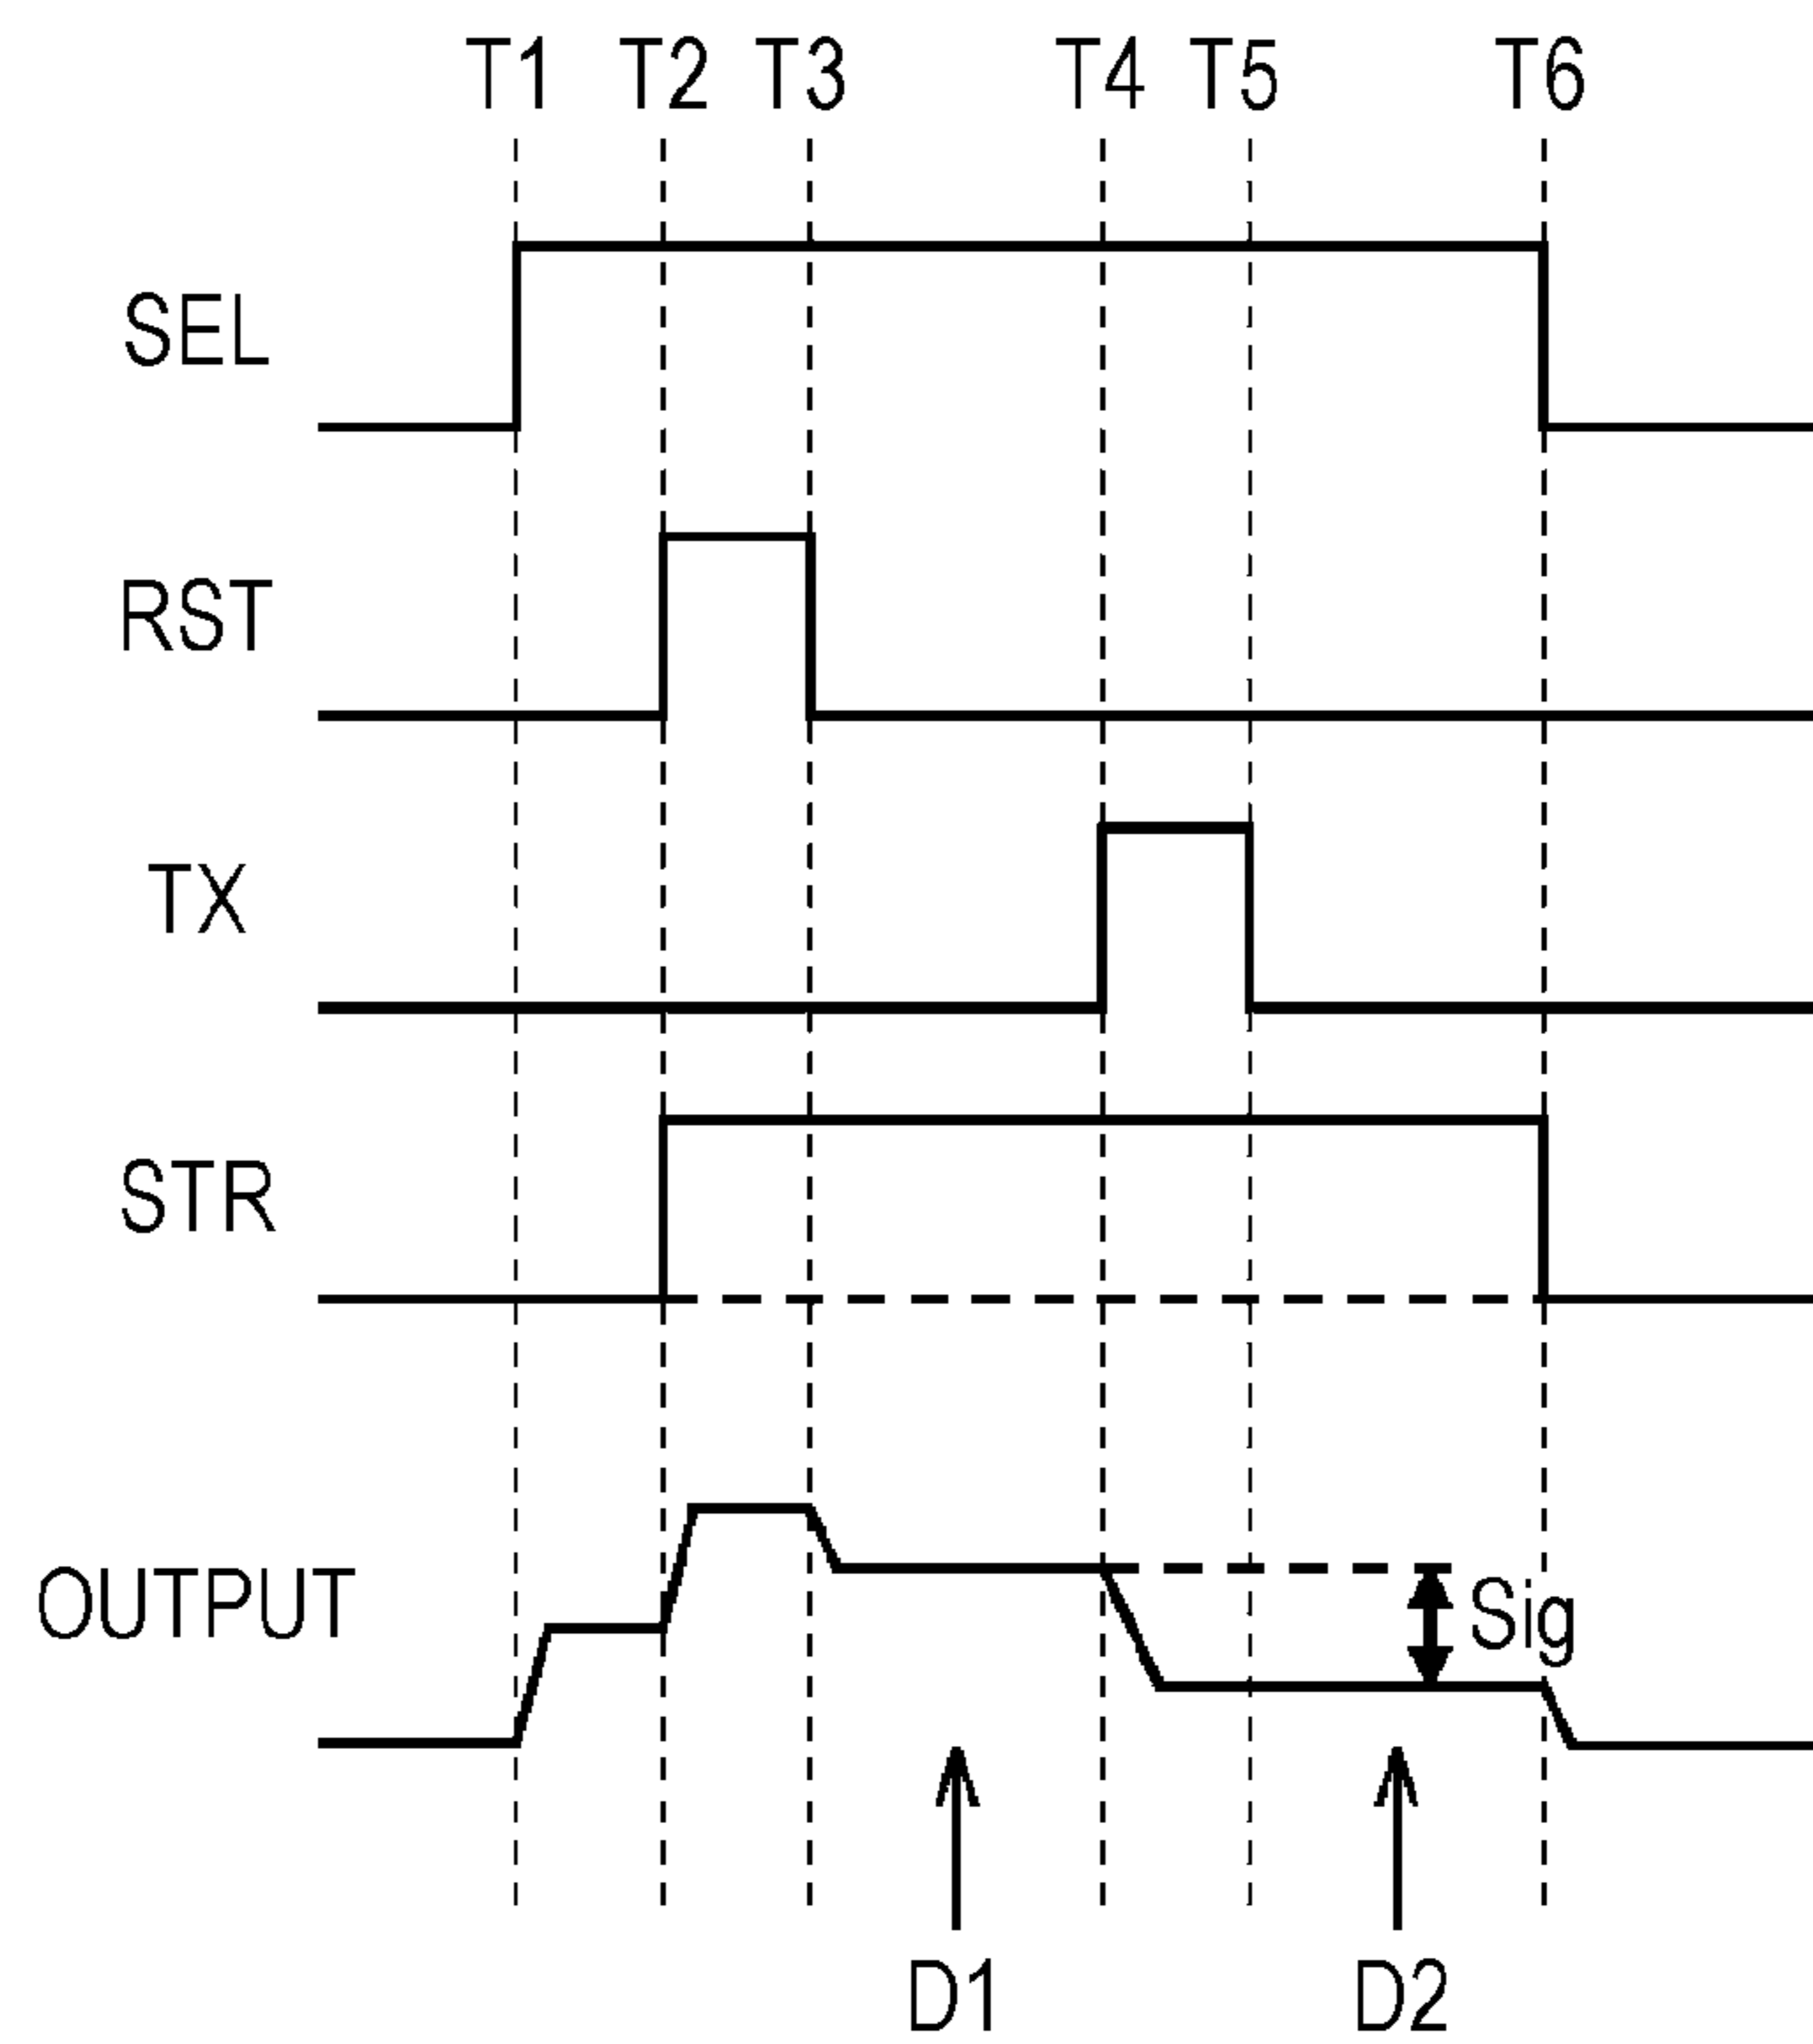 T1 T2 T3 T4 T5 T6
SEL
RST
TX
STR
OUTPUT
Sig
D1 D2